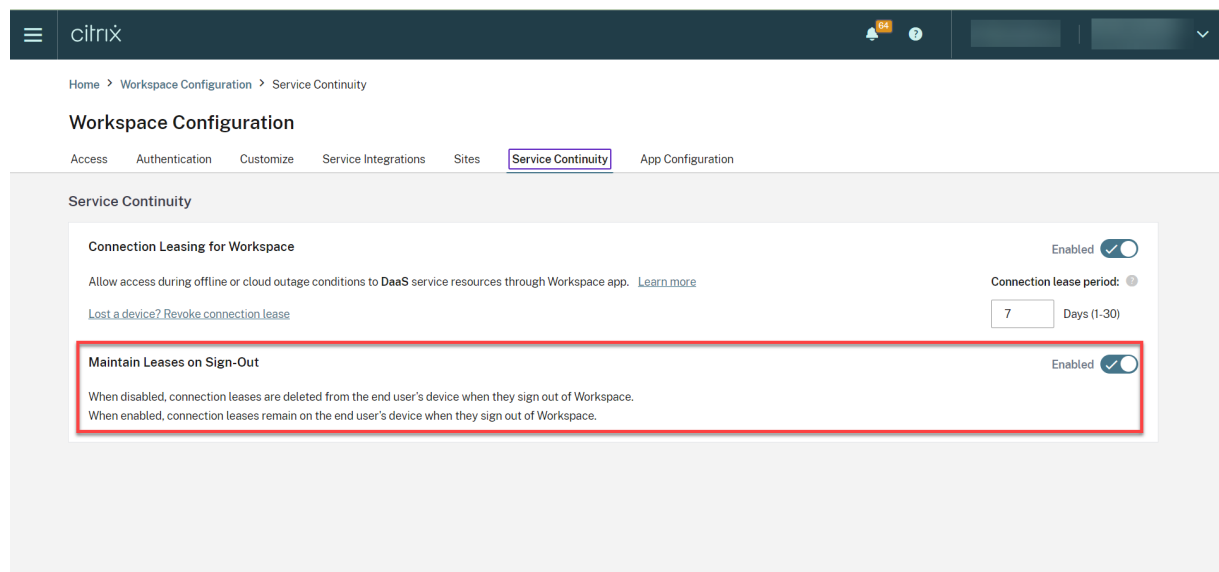 citrix
64
?
Home > Workspace Configuration > Service Continuity
Workspace Configuration
Access Authentication Customize Service Integrations Sites Service Continuity App Configuration
Service Continuity
Connection Leasing for Workspace Enabled
Allow access during offline or cloud outage conditions to DaaS service resources through Workspace app. Learn more Connection lease period: ?
Lost a device? Revoke connection lease 7 Days (1-30)
Maintain Leases on Sign-Out Enabled
When disabled, connection leases are deleted from the end user's device when they sign out of Workspace.
When enabled, connection leases remain on the end user's device when they sign out of Workspace.